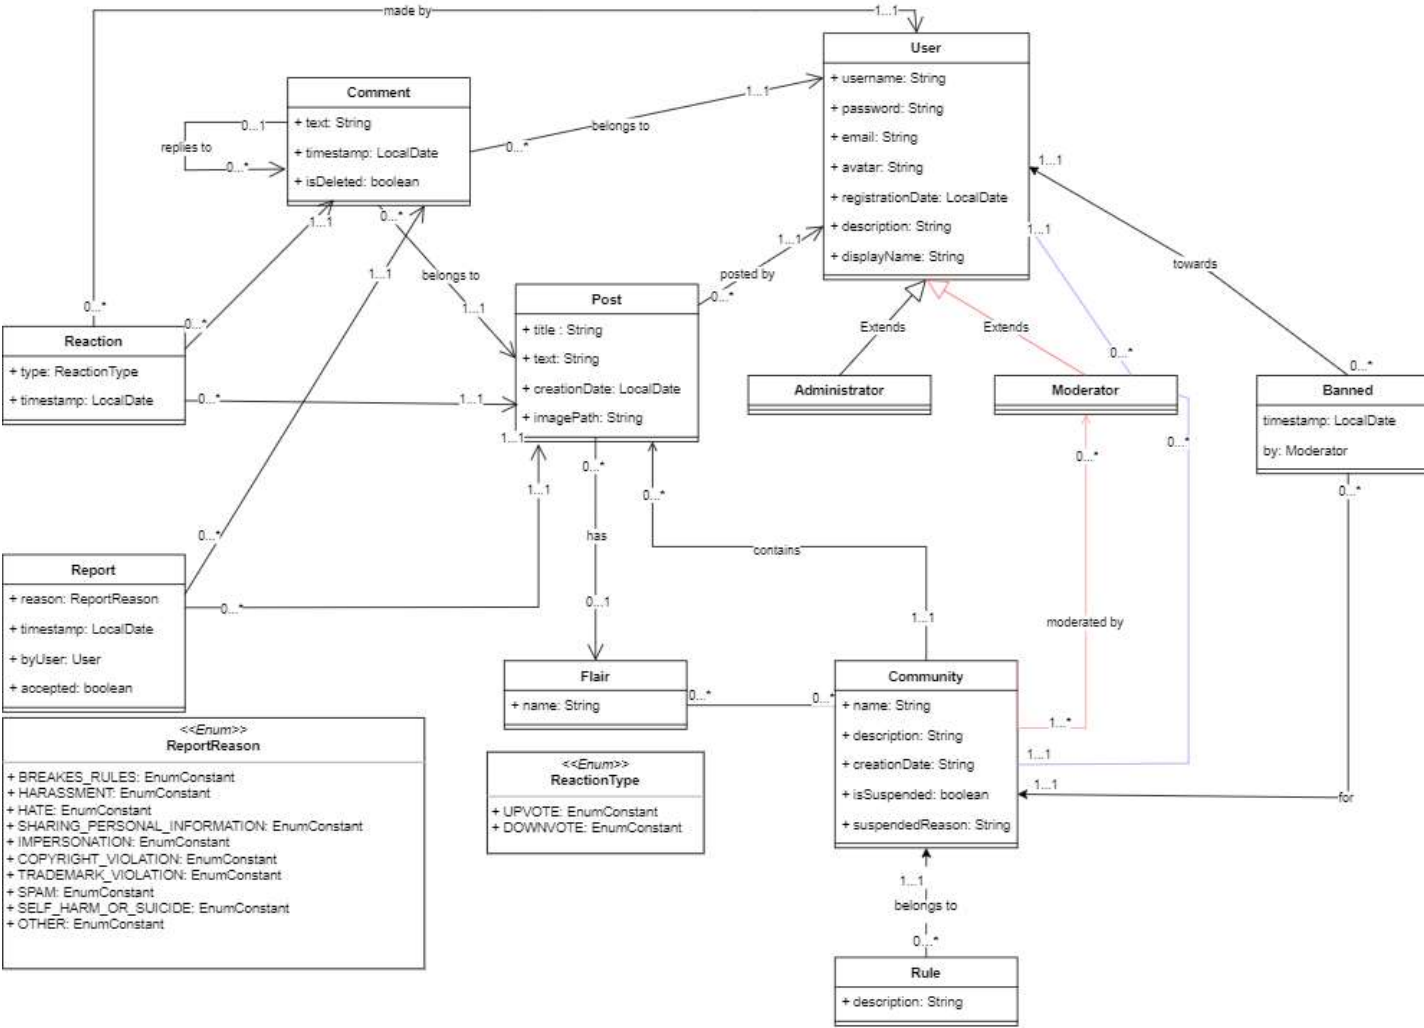 made by
1...1
User
+ username: String
+ password: String
+ email: String
+ avatar: String
+ registrationDate: LocalDate
+ description: String
+ displayName: String
Comment
+ text: String
+ timestamp: LocalDate
+ isDeleted: boolean
0...1
replies to
0...*
1...1
belongs to
0...*
1...1
0...*
belongs to
1...1
1...1
1...1
posted by
0...*
1...1
1...1
towards
0...*
0...*
0...*
Reaction
+ type: ReactionType
+ timestamp: LocalDate
0...*
1...1
Post
+ title : String
+ text: String
+ creationDate: LocalDate
+ imagePath: String
1...1
Extends
Extends
0...*
Administrator
Moderator
Banned
timestamp: LocalDate
by: Moderator
0...*
0...*
0...*
0...*
1...1
0...*
has
0...1
0...*
contains
1...1
0...*
Report
+ reason: ReportReason
+ timestamp: LocalDate
+ byUser: User
+ accepted: boolean
0...*
moderated by
Flair
+ name: String
0...*
0...*
Community
+ name: String
+ description: String
+ creationDate: String
+ isSuspended: boolean
+ suspendedReason: String
1...*
1...1
1...1
for
<<Enum>>
ReportReason
+ BREAKES_RULES: EnumConstant
+ HARASSMENT: EnumConstant
+ HATE: EnumConstant
+ SHARING_PERSONAL_INFORMATION: EnumConstant
+ IMPERSONATION: EnumConstant
+ COPYRIGHT_VIOLATION: EnumConstant
+ TRADEMARK_VIOLATION: EnumConstant
+ SPAM: EnumConstant
+ SELF_HARM_OR_SUICIDE: EnumConstant
+ OTHER: EnumConstant
<<Enum>>
ReactionType
+ UPVOTE: EnumConstant
+ DOWNVOTE: EnumConstant
1...1
belongs to
0...*
Rule
+ description: String